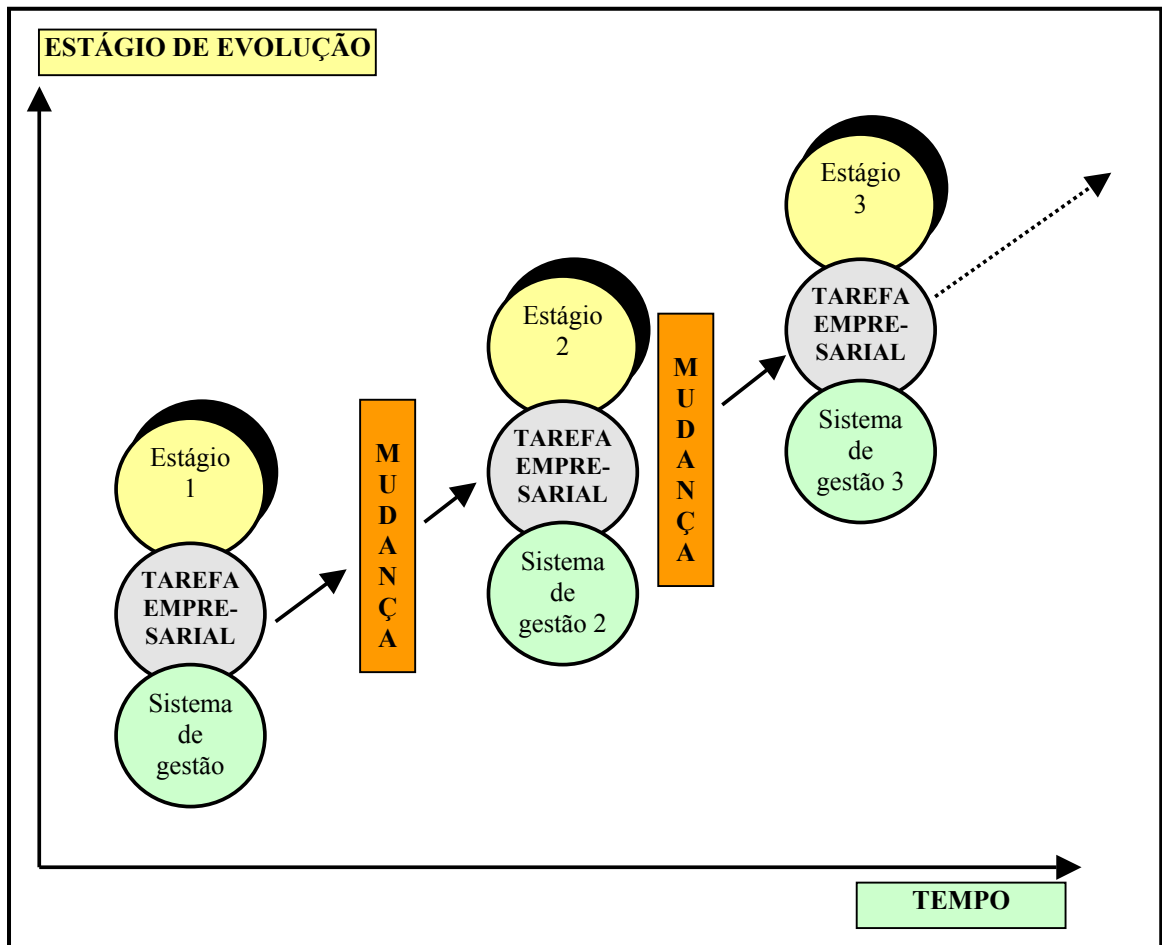 ESTÁGIO DE EVOLUÇÃO
Estágio
1
TAREFA
EMPRE-
SARIAL
Sistema
de
gestão
M
U
D
A
N
Ç
A
Estágio
2
TAREFA
EMPRE-
SARIAL
Sistema
de
gestão 2
M
U
D
A
N
Ç
A
Estágio
3
TAREFA
EMPRE-
SARIAL
Sistema
de
gestão 3
TEMPO